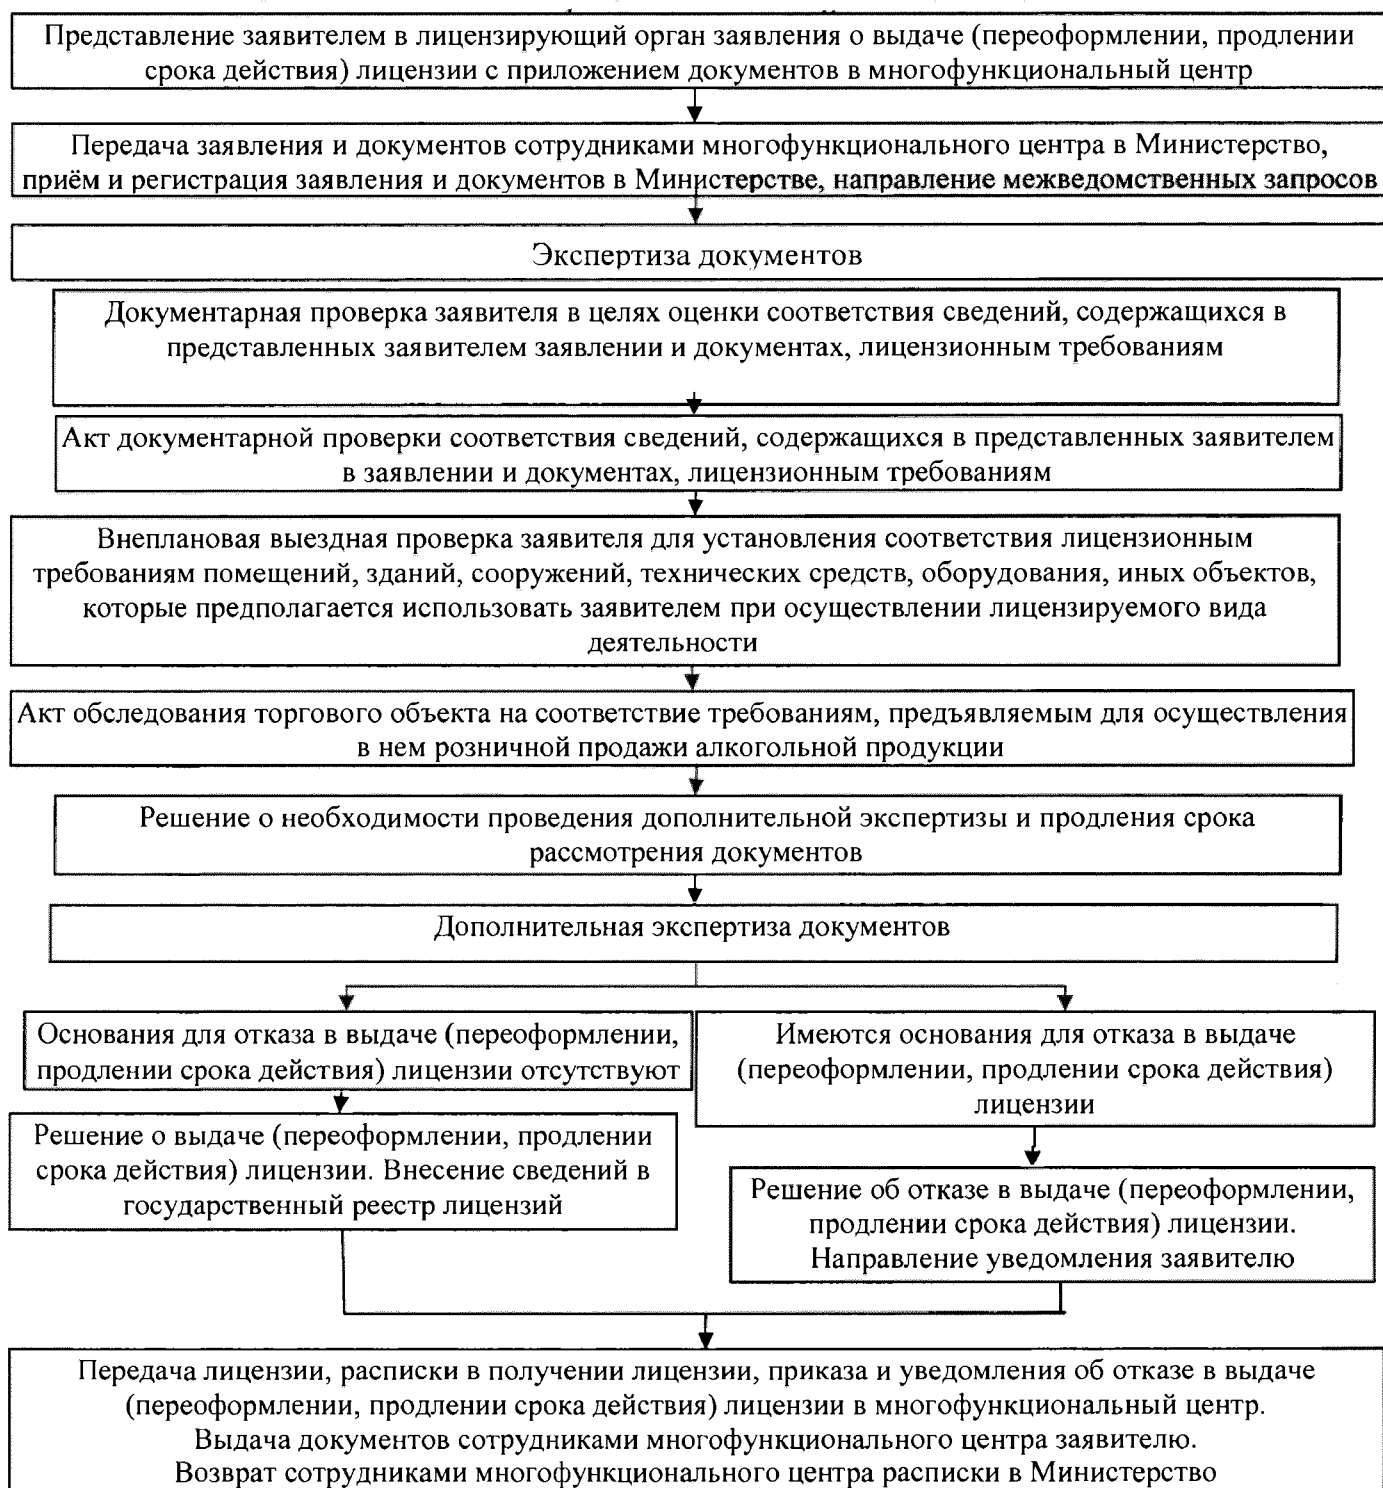 Представление заявителем в лицензирующий орган заявления о выдаче (переоформлении, продлении
срока действия) лицензии с приложением документов в многофункциональный центр
Передача заявления и документов сотрудниками многофункционального центра в Министерство,
приём и регистрация заявления и документов в Министерстве, направление межведомственных запросов
Экспертиза документов
Документарная проверка заявителя в целях оценки соответствия сведений, содержащихся в
представленных заявителем заявлении и документах, лицензионным требованиям
Акт документарной проверки соответствия сведений, содержащихся в представленных заявителем
в заявлении и документах, лицензионным требованиям
Внеплановая выездная проверка заявителя для установления соответствия лицензионным
требованиям помещений, зданий, сооружений, технических средств, оборудования, иных объектов,
которые предполагается использовать заявителем при осуществлении лицензируемого вида
деятельности
Акт обследования торгового объекта на соответствие требованиям, предъявляемым для осуществления
в нем розничной продажи алкогольной продукции
Решение о необходимости проведения дополнительной экспертизы и продления срока
рассмотрения документов
Дополнительная экспертиза документов
Основания для отказа в выдаче (переоформлении,
продлении срока действия) лицензии отсутствуют
Имеются основания для отказа в выдаче
(переоформлении, продлении срока действия)
лицензии
Решение о выдаче (переоформлении, продлении
срока действия) лицензии. Внесение сведений в
государственный реестр лицензий
Решение об отказе в выдаче (переоформлении,
продлении срока действия) лицензии.
Направление уведомления заявителю
Передача лицензии, расписки в получении лицензии, приказа и уведомления об отказе в выдаче
(переоформлении, продлении срока действия) лицензии в многофункциональный центр.
Выдача документов сотрудниками многофункционального центра заявителю.
Возврат сотрудниками многофункционального центра расписки в Министерство